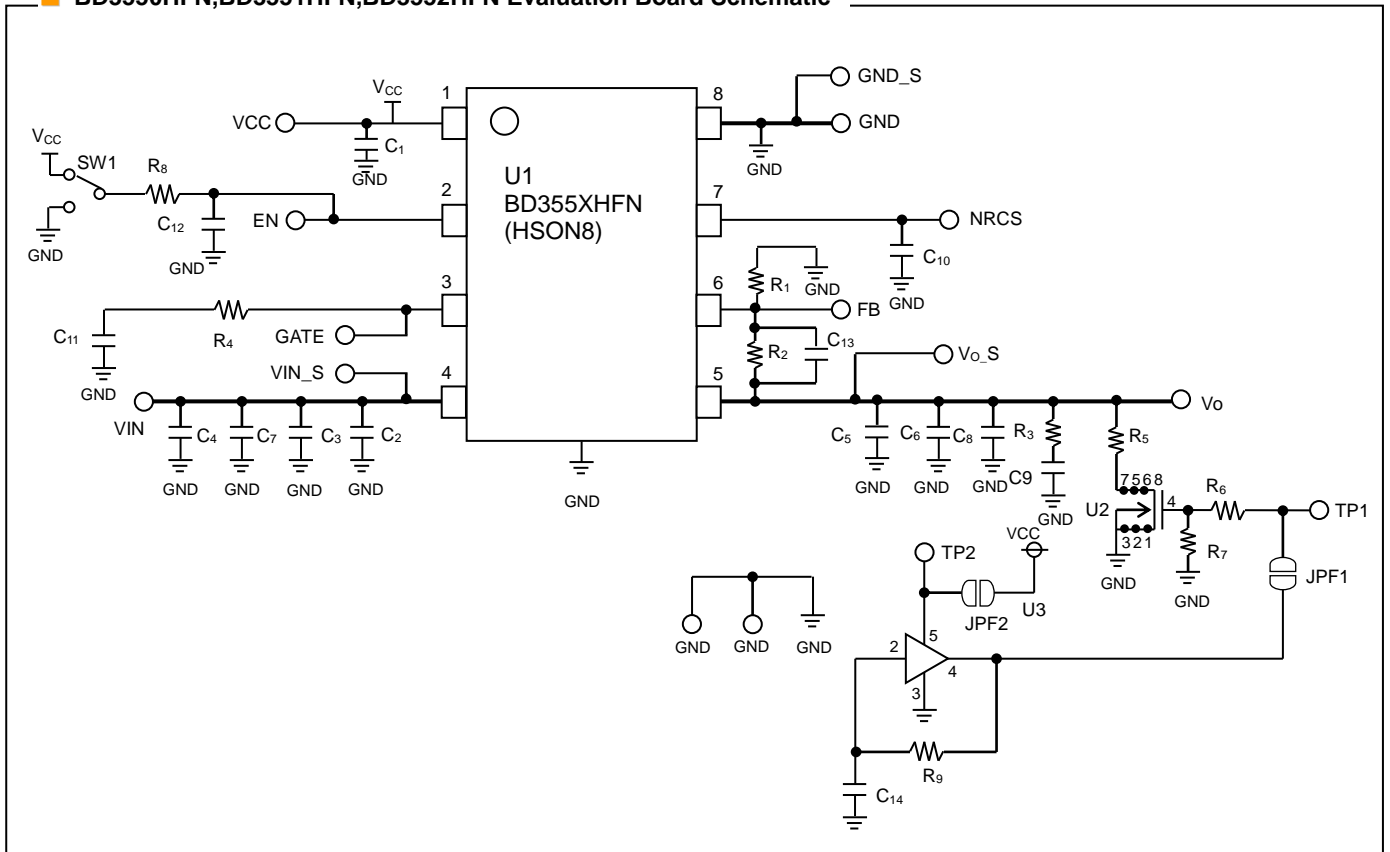 BD3550HFN,BD3551HFN,BD3552HFN Evaluation Board Schematic
VCC
VCC
1
C1
GND
8
GND_S
GND
GND
VCC
SW1
R8
U1
BD355XHFN
(HSON8)
2
EN
C12
GND
GND
7
NRCS
C10
GND
R1
GND
3
R4
C11
GND
GATE
6
FB
R2
C13
VIN_S
4
VIN
C4
C7
C3
C2
GND
GND
GND
GND
GND
5
VO_S
Vo
C5
C6
C8
R3
C9
GND
GND
GND
GND
R5
7568
U2
4
321
GND
R6
R7
GND
TP1
JPF1
TP2
VCC
JPF2
U3
GND
GND
GND
2
5
4
3
R9
C14